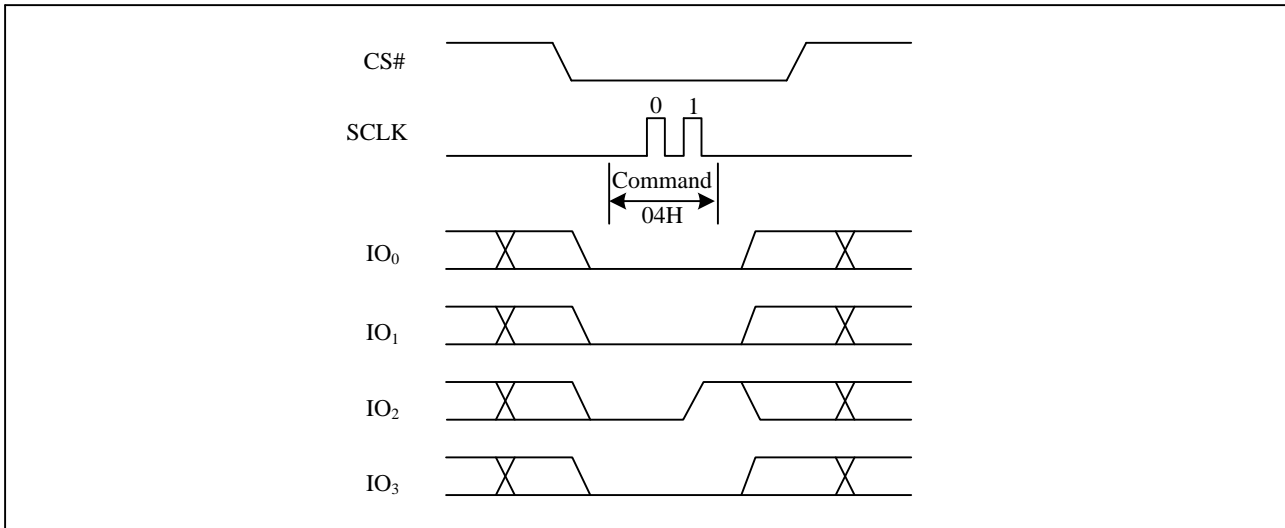 CS#
0 1
SCLK
Command
04H
IO₀
IO₁
IO₂
IO₃